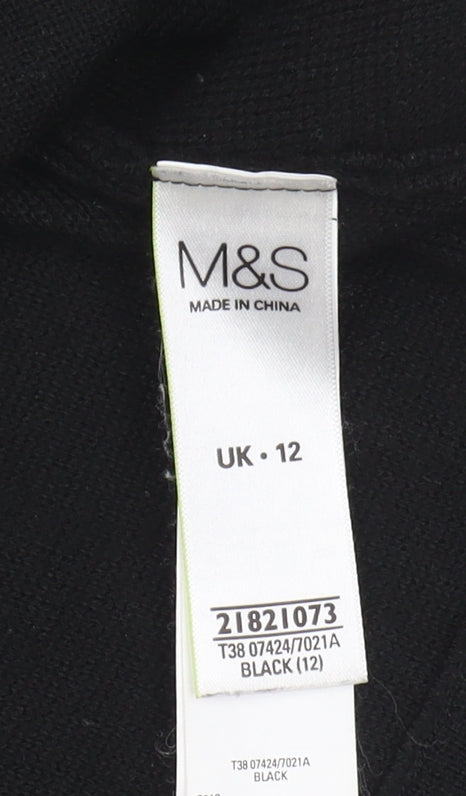 M&S
MADE IN CHINA
UK • 12
21821073
T38 07424/7021A
BLACK (12)
T38 07424/7021A
BLACK